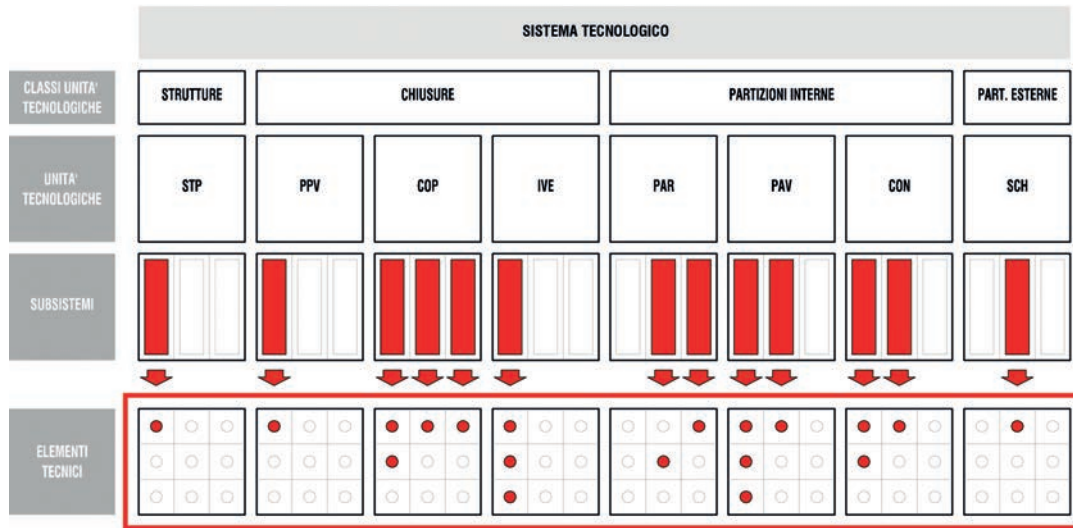 SISTEMA TECNOLOGICO
CLASSI UNITA'
TECNOLOGICHE
STRUTTURE
CHIUSURE
PARTIZIONI INTERNE
PART. ESTERNE
UNITA'
TECNOLOGICHE
STP
PPV
COP
IVE
PAR
PAV
CON
SCH
SUBSISTEMI
ELEMENTI
TECNICI